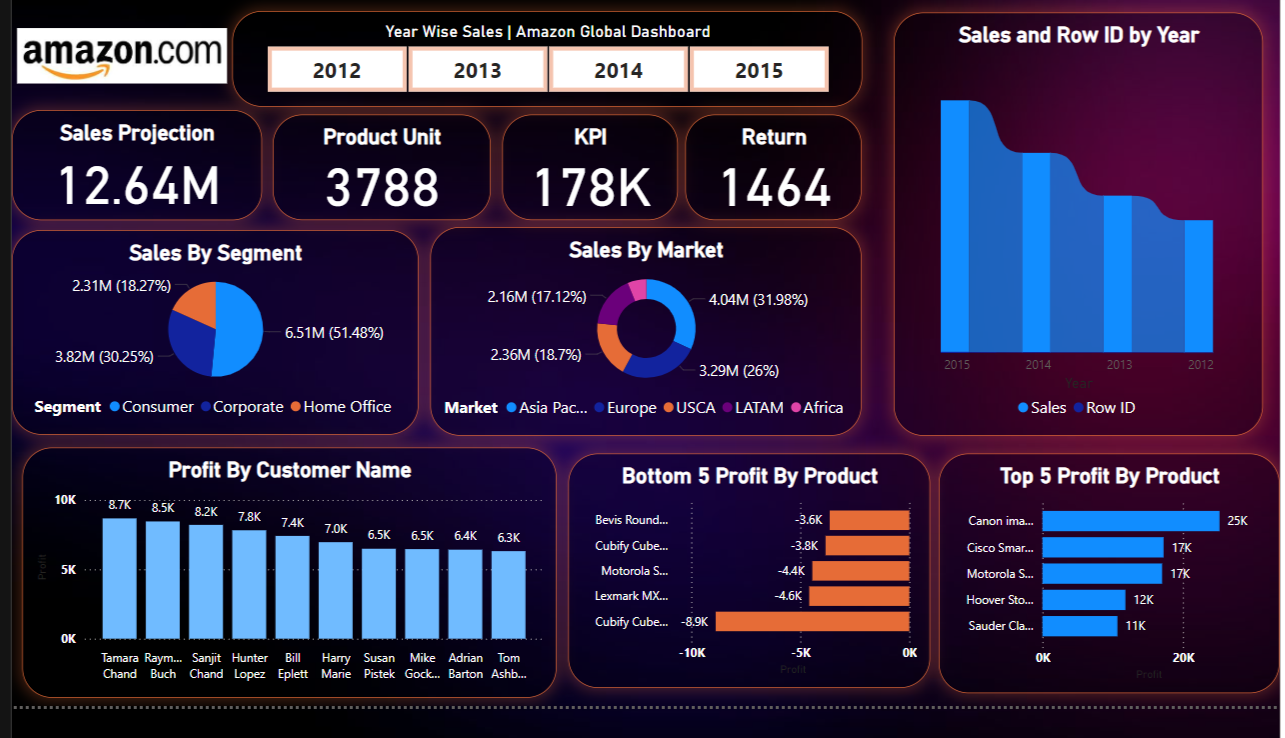 amazon.com
Year Wise Sales | Amazon Global Dashboard
2012 2013 2014 2015
Sales Projection
12.64M
Product Unit
3788
KPI
178K
Return
1464
Sales and Row ID by Year
2015 2014 2013 2012
Year
Sales Row ID
Sales By Segment
2.31M (18.27%)
6.51M (51.48%)
3.82M (30.25%)
Segment Consumer Corporate Home Office
Sales By Market
2.16M (17.12%)
4.04M (31.98%)
2.36M (18.7%)
3.29M (26%)
Market Asia Pac... Europe USCA LATAM Africa
Profit By Customer Name
Profit
10K
5K
0K
8.7K 8.5K 8.2K 7.8K 7.4K 7.0K 6.5K 6.5K 6.4K 6.3K
Tamara Raym... Sanjit Hunter Bill Harry Susan Mike Adrian Tom
Chand Buch Chand Lopez Eplett Marie Pistek Gock... Barton Ashb...
Bottom 5 Profit By Product
Bevis Round... -3.6K
Cubify Cube... -3.8K
Motorola S... -4.4K
Lexmark MX... -4.6K
Cubify Cube... -8.9K
-10K -5K 0K
Profit
Top 5 Profit By Product
Canon ima... 25K
Cisco Smar... 17K
Motorola S... 17K
Hoover Sto... 12K
Sauder Cla... 11K
0K 20K
Profit